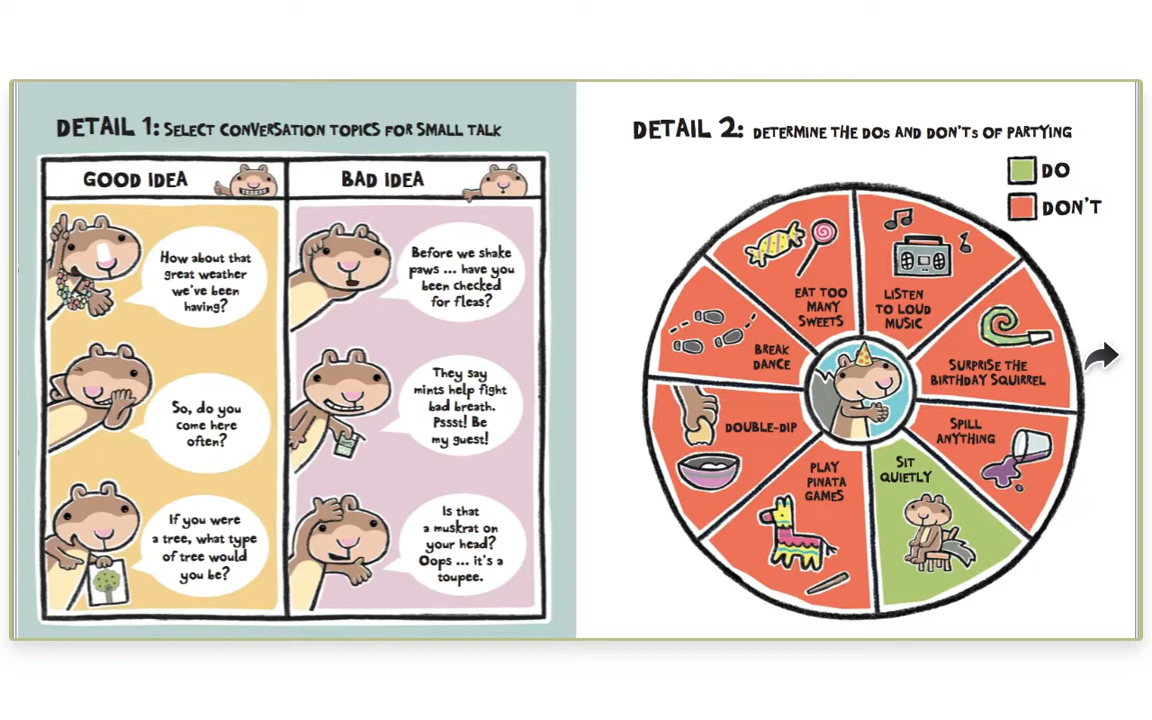 DETAIL 1: SELECT CONVERSATION TOPICS FOR SMALL TALK
GOOD IDEA
BAD IDEA
How about that
great weather
we've been
having?
Before we shake
paws ... have you
been checked
for fleas?
So, do you
come here
often?
They say
mints help fight
bad breath.
Pssst! Be
my guest!
If you were
a tree, what type
of tree would
you be?
Is that
a muskrat on
your head?
Oops ... it's a
toupee.
DETAIL 2: DETERMINE THE DOs AND DON'Ts OF PARTYING
DO
DON'T
EAT TOO
MANY
SWEETS
LISTEN
TO LOUD
MUSIC
SURPRISE THE
BIRTHDAY SQUIRREL
SPILL
ANYTHING
SIT
QUIETLY
PLAY
PINATA
GAMES
DOUBLE-DIP
BREAK
DANCE